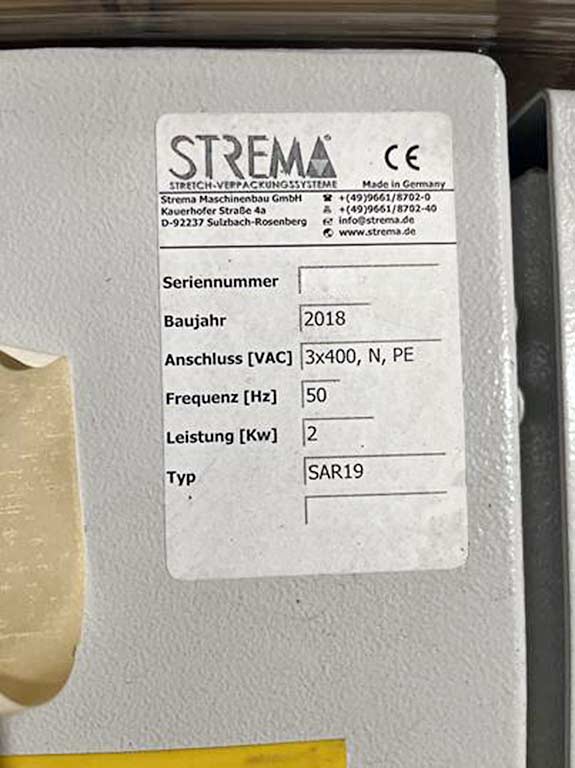 STREMA
STRETCH-VERPACKUNGSSYSTEME
CE
Made in Germany
Strema Maschinenbau GmbH
Kauerhofer Straße 4a
D-92237 Sulzbach-Rosenberg
+(49)9661/8702-0
+(49)9661/8702-40
info@strema.de
www.strema.de
Seriennummer
Baujahr 2018
Anschluss [VAC] 3x400, N, PE
Frequenz [Hz] 50
Leistung [Kw] 2
Typ SAR19